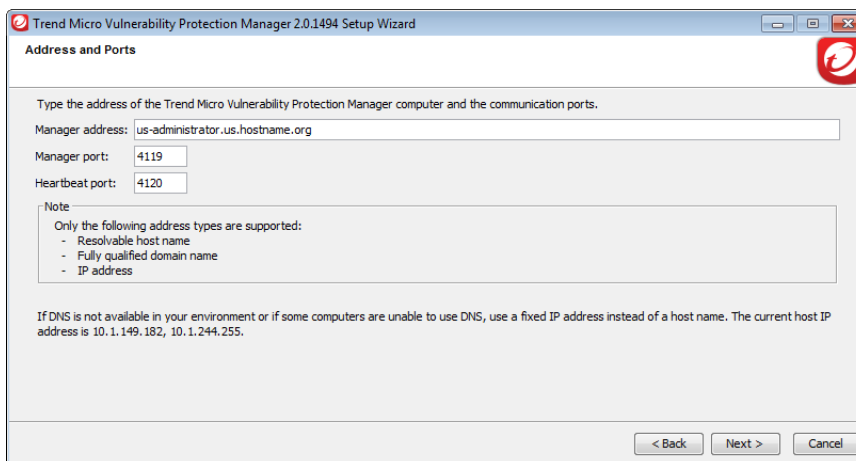 Trend Micro Vulnerability Protection Manager 2.0.1494 Setup Wizard
Address and Ports
Type the address of the Trend Micro Vulnerability Protection Manager computer and the communication ports.
Manager address: us-administrator.us.hostname.org
Manager port: 4119
Heartbeat port: 4120
Note
Only the following address types are supported:
- Resolvable host name
- Fully qualified domain name
- IP address
If DNS is not available in your environment or if some computers are unable to use DNS, use a fixed IP address instead of a host name. The current host IP
address is 10.1.149.182, 10.1.244.255.
< Back Next > Cancel